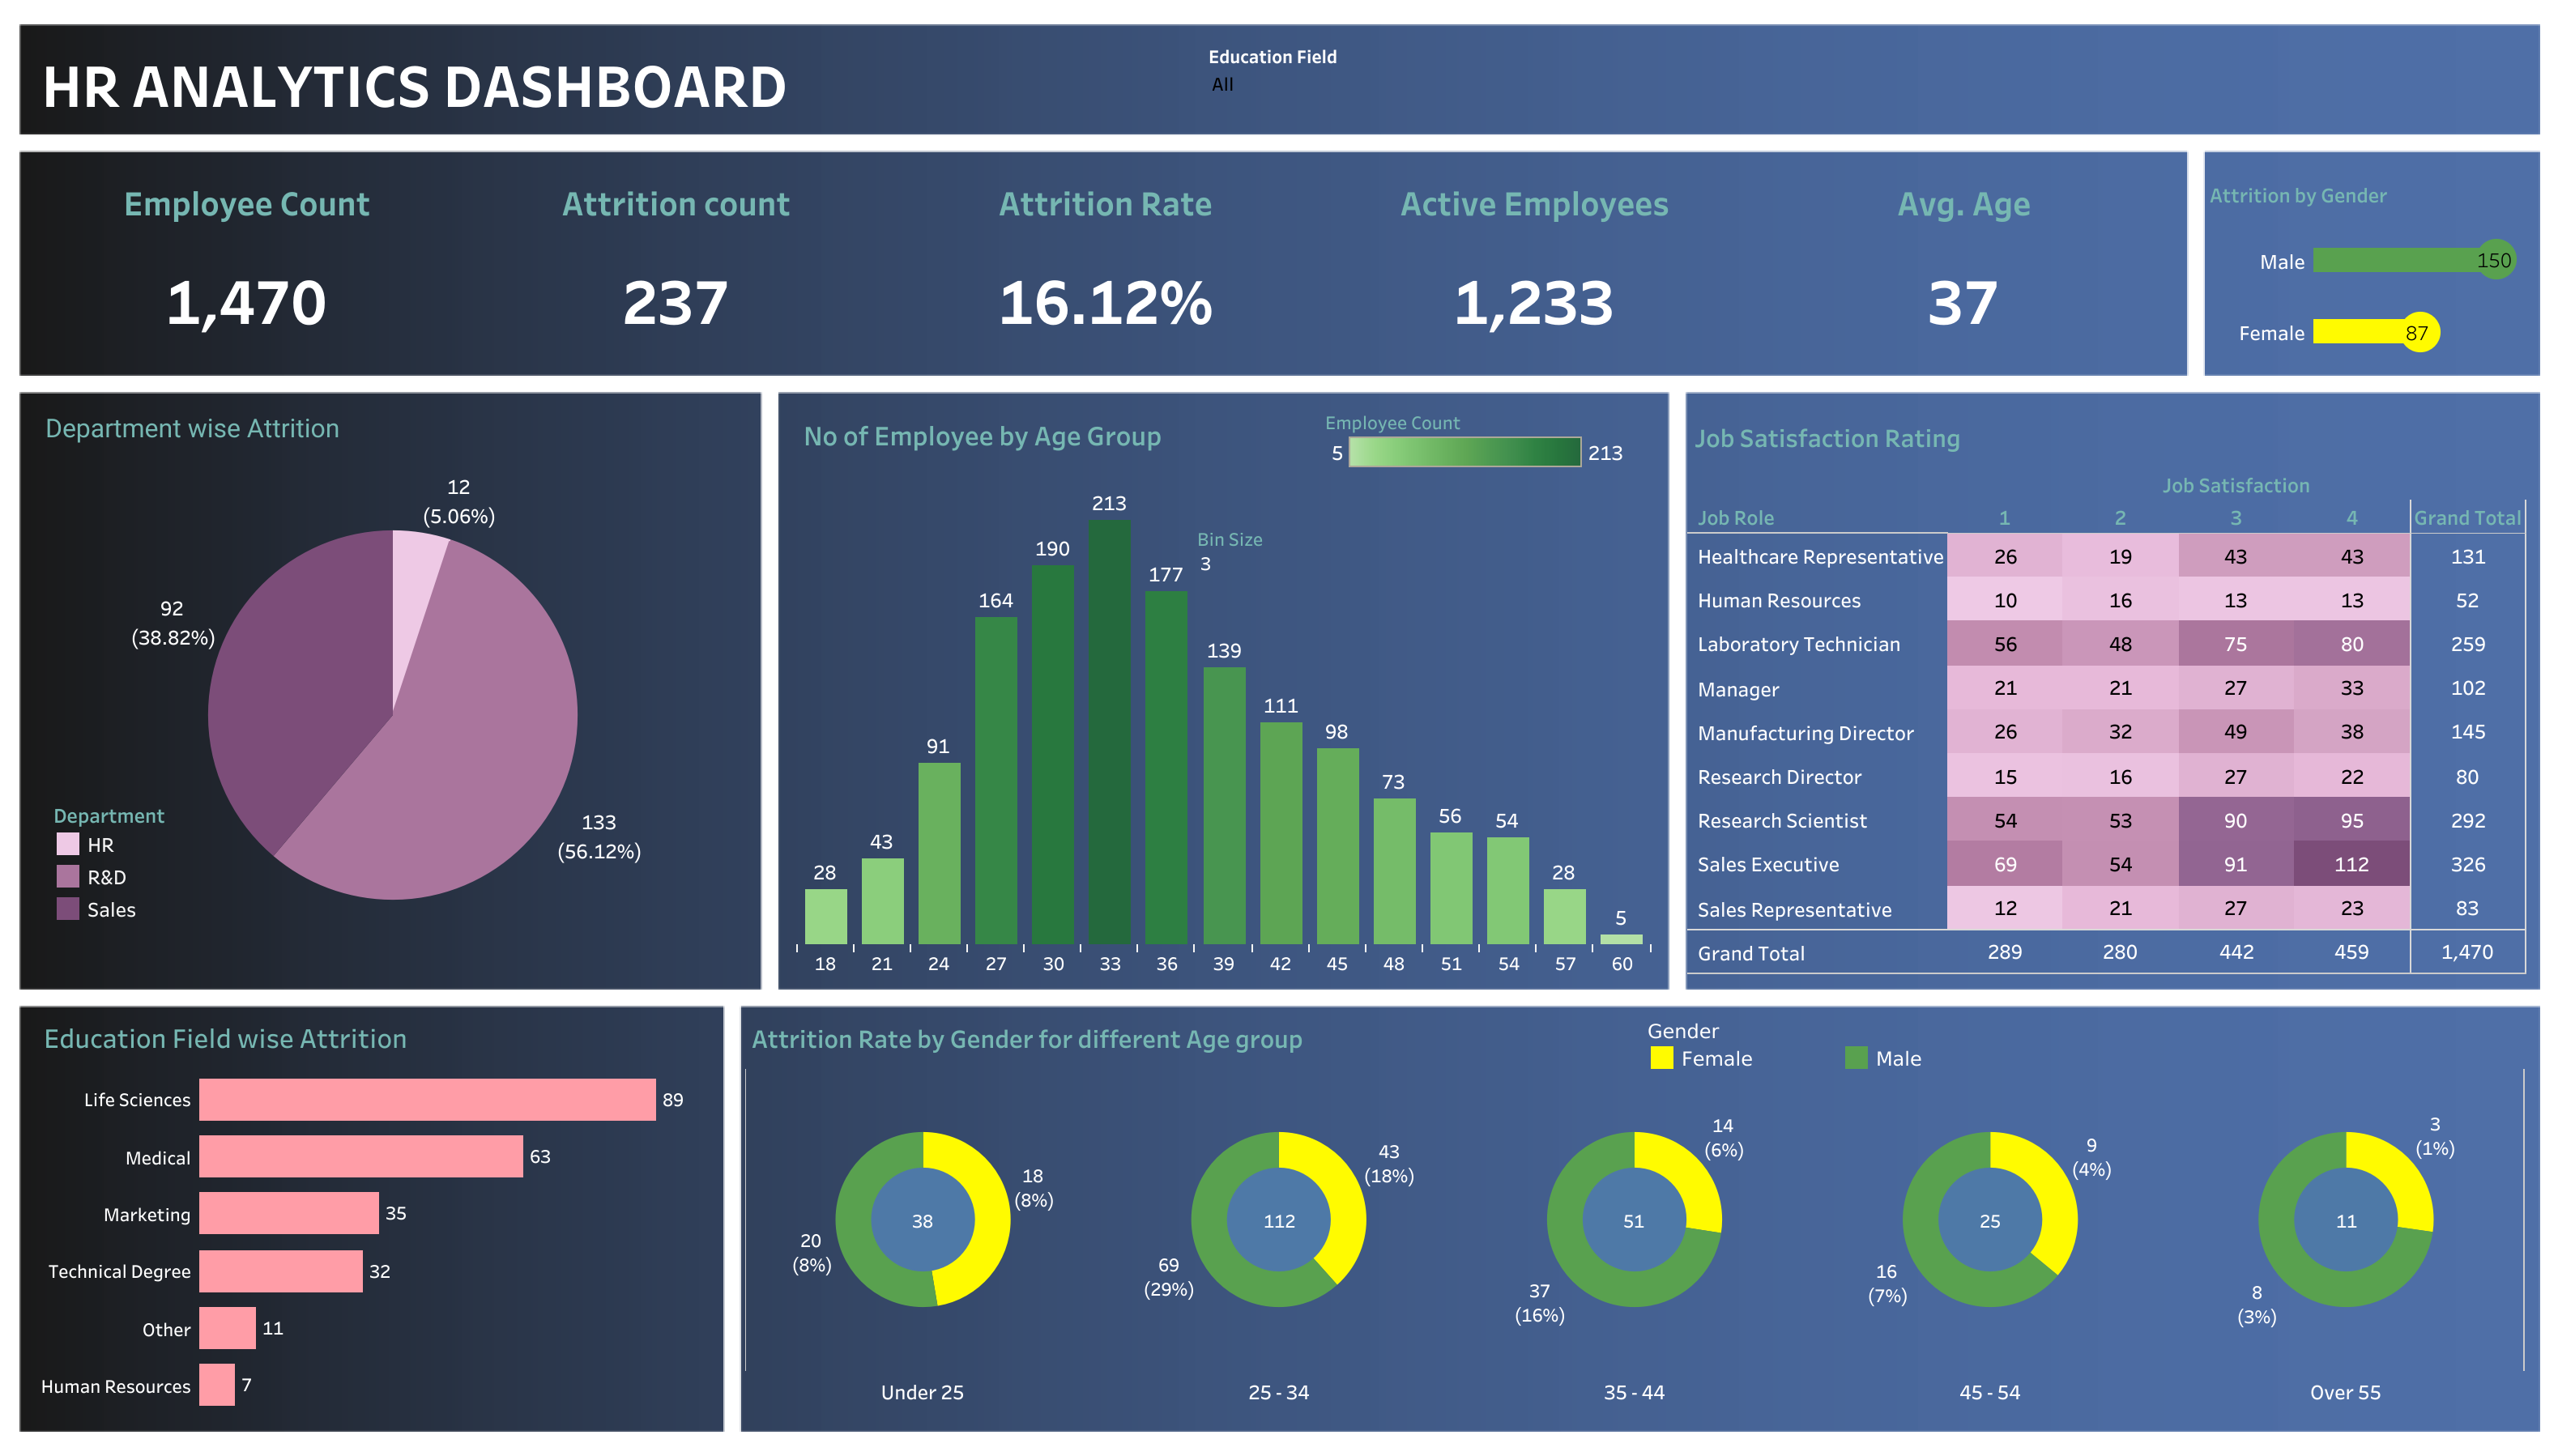 HR ANALYTICS DASHBOARD
Education Field
All
Employee Count
Attrition count
Attrition Rate
Active Employees
Avg. Age
1,470
237
16.12%
1,233
37
Attrition by Gender
Male 150
Female 87
Department wise Attrition
12
(5.06%)
92
(38.82%)
133
(56.12%)
Department
HR
R&D
Sales
No of Employee by Age Group
Employee Count
5 213
Bin Size
3
28 43 91 164 190 213 177 139 111 98 73 56 54 28 5
18 21 24 27 30 33 36 39 42 45 48 51 54 57 60
Job Satisfaction Rating
Job Satisfaction
Job Role 1 2 3 4 Grand Total
Healthcare Representative 26 19 43 43 131
Human Resources 10 16 13 13 52
Laboratory Technician 56 48 75 80 259
Manager 21 21 27 33 102
Manufacturing Director 26 32 49 38 145
Research Director 15 16 27 22 80
Research Scientist 54 53 90 95 292
Sales Executive 69 54 91 112 326
Sales Representative 12 21 27 23 83
Grand Total 289 280 442 459 1,470
Education Field wise Attrition
Life Sciences 89
Medical 63
Marketing 35
Technical Degree 32
Other 11
Human Resources 7
Attrition Rate by Gender for different Age group
Gender
Female Male
18
(8%)
38
20
(8%)
Under 25
43
(18%)
112
69
(29%)
25 - 34
14
(6%)
51
37
(16%)
35 - 44
9
(4%)
25
16
(7%)
45 - 54
3
(1%)
11
8
(3%)
Over 55